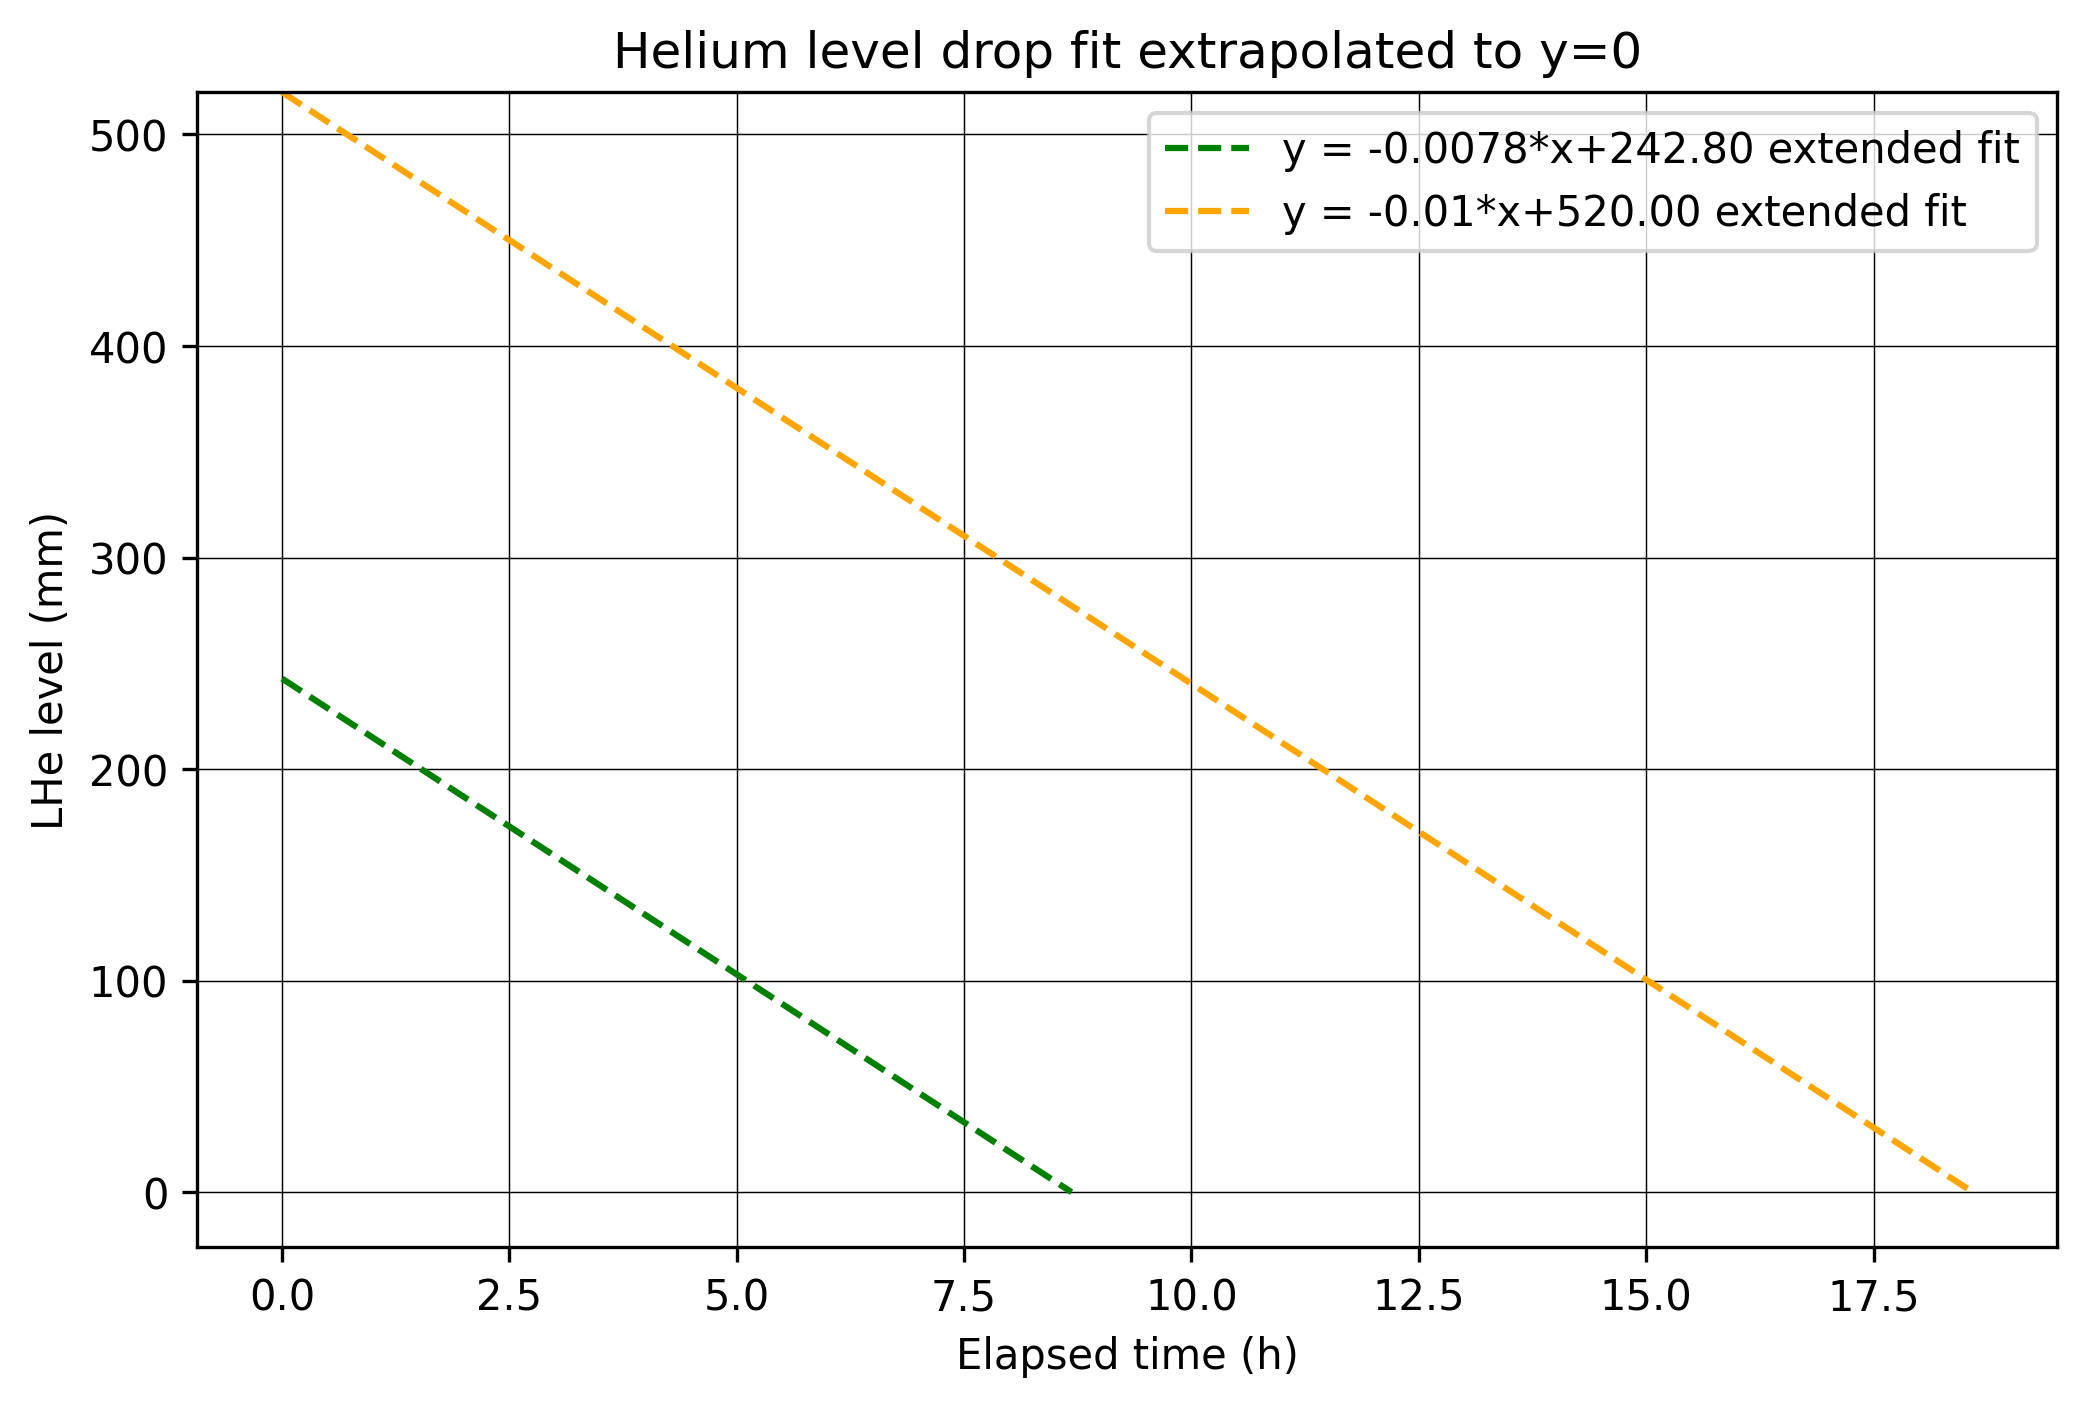 Helium level drop fit extrapolated to y=0
y = -0.0078*x+242.80 extended fit
y = -0.01*x+520.00 extended fit
LHe level (mm)
500
400
300
200
100
0
0.0 2.5 5.0 7.5 10.0 12.5 15.0 17.5
Elapsed time (h)